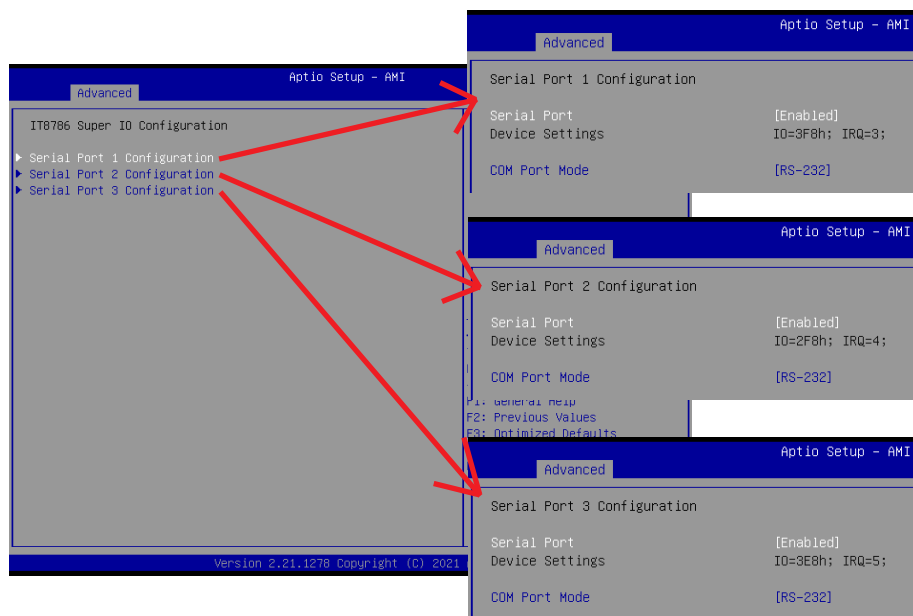 Aptio Setup – AMI
Advanced
IT8786 Super IO Configuration
Serial Port 1 Configuration
Serial Port 2 Configuration
Serial Port 3 Configuration
F2: Previous Values
F3: Optimized Defaults
Version 2.21.1278 Copyright (C) 2021
Aptio Setup – AMI
Advanced
Serial Port 1 Configuration
Serial Port [Enabled]
Device Settings IO=3F8h; IRQ=3;
COM Port Mode [RS-232]
Aptio Setup – AMI
Advanced
Serial Port 2 Configuration
Serial Port [Enabled]
Device Settings IO=2F8h; IRQ=4;
COM Port Mode [RS-232]
Aptio Setup – AMI
Advanced
Serial Port 3 Configuration
Serial Port [Enabled]
Device Settings IO=3E8h; IRQ=5;
COM Port Mode [RS-232]